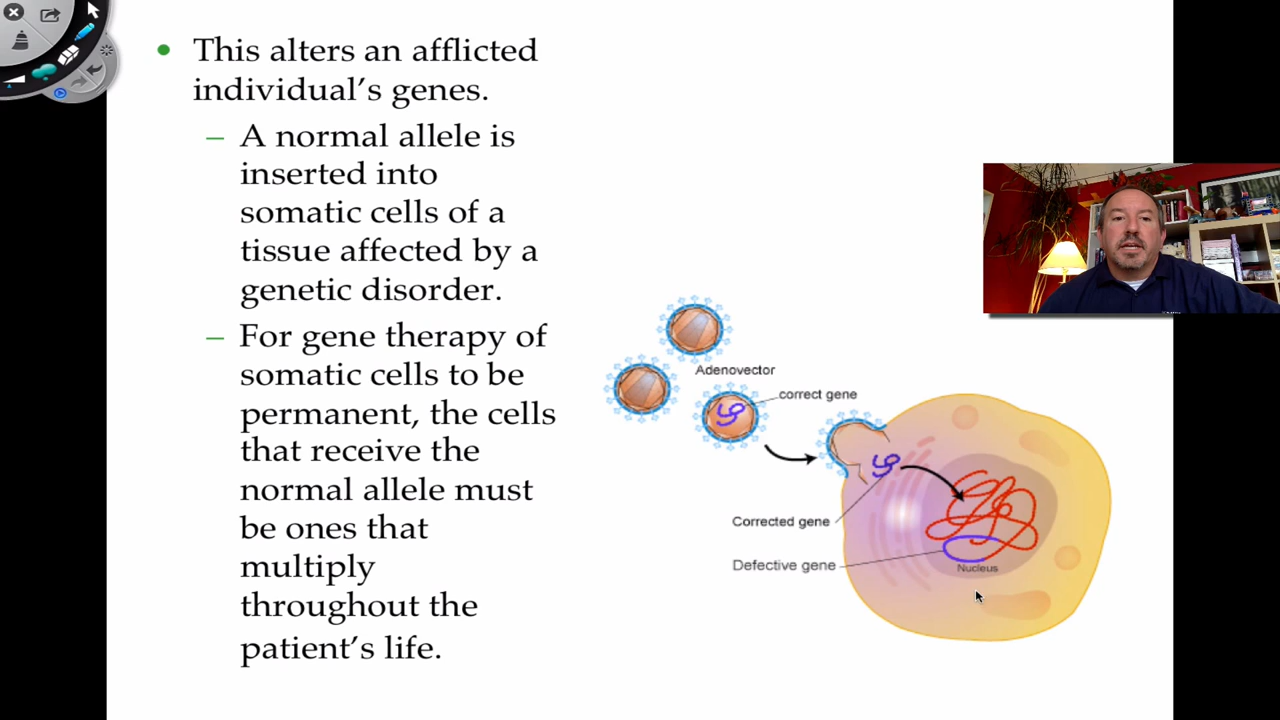 This alters an afflicted
individual’s genes.
– A normal allele is
inserted into
somatic cells of a
tissue affected by a
genetic disorder.
– For gene therapy of
somatic cells to be
permanent, the cells
that receive the
normal allele must
be ones that
multiply
throughout the
patient’s life.
Adenovector
correct gene
Corrected gene
Defective gene
Nucleus